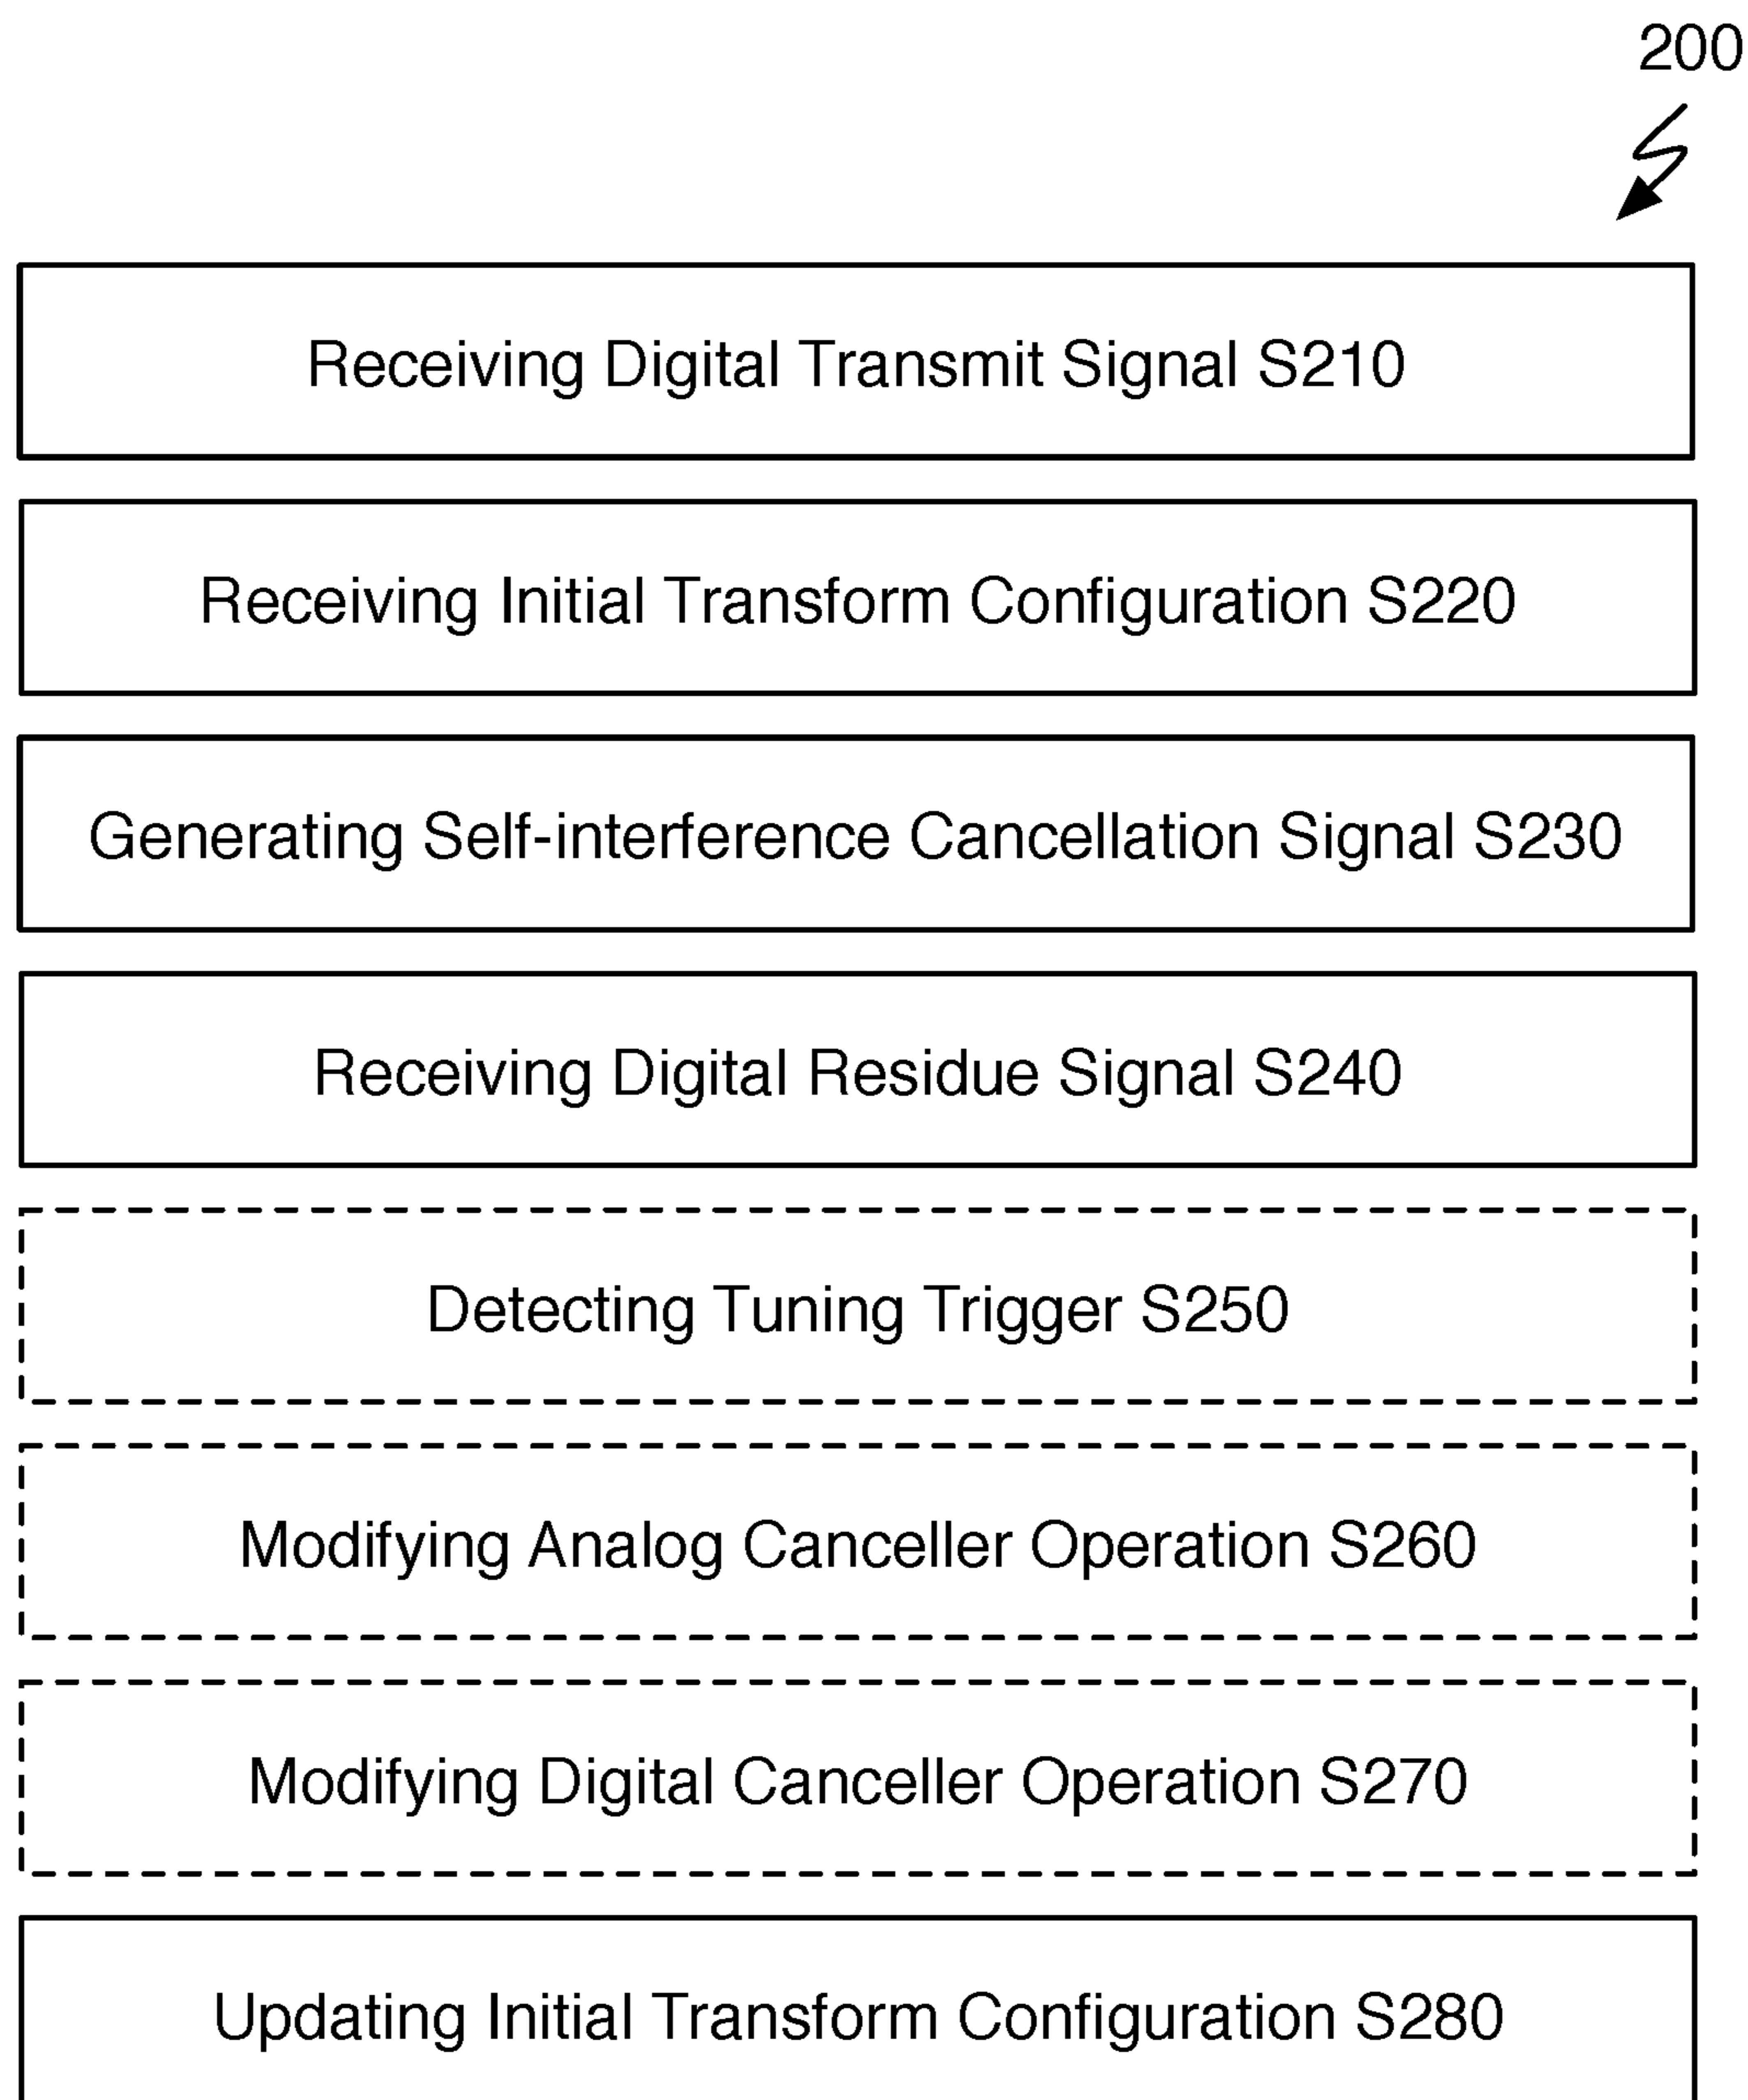 200
Receiving Digital Transmit Signal S210
Receiving Initial Transform Configuration S220
Generating Self-interference Cancellation Signal S230
Receiving Digital Residue Signal S240
Detecting Tuning Trigger S250
Modifying Analog Canceller Operation S260
Modifying Digital Canceller Operation S270
Updating Initial Transform Configuration S280